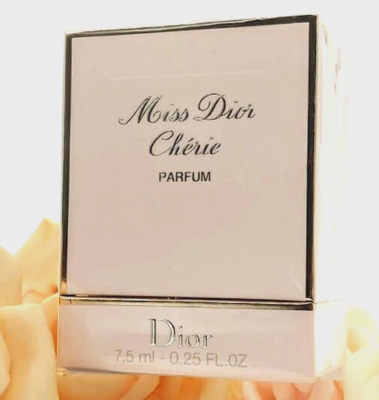 Miss Dior
Chérie
PARFUM
Dior
7.5 ml - 0.25 FL.OZ